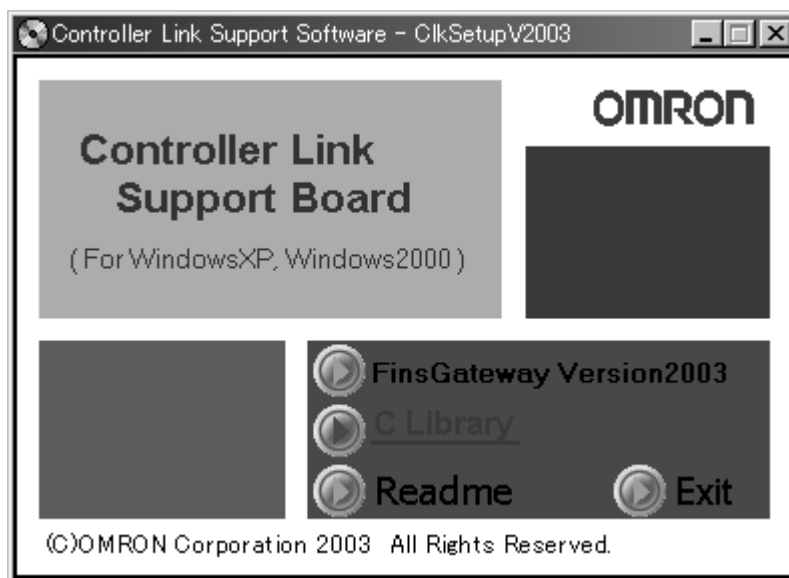 Controller Link Support Software - ClkSetupV2003
OMRON
Controller Link
Support Board
( For WindowsXP, Windows2000 )
FinsGateway Version2003
C Library
Readme
Exit
(C)OMRON Corporation 2003 All Rights Reserved.